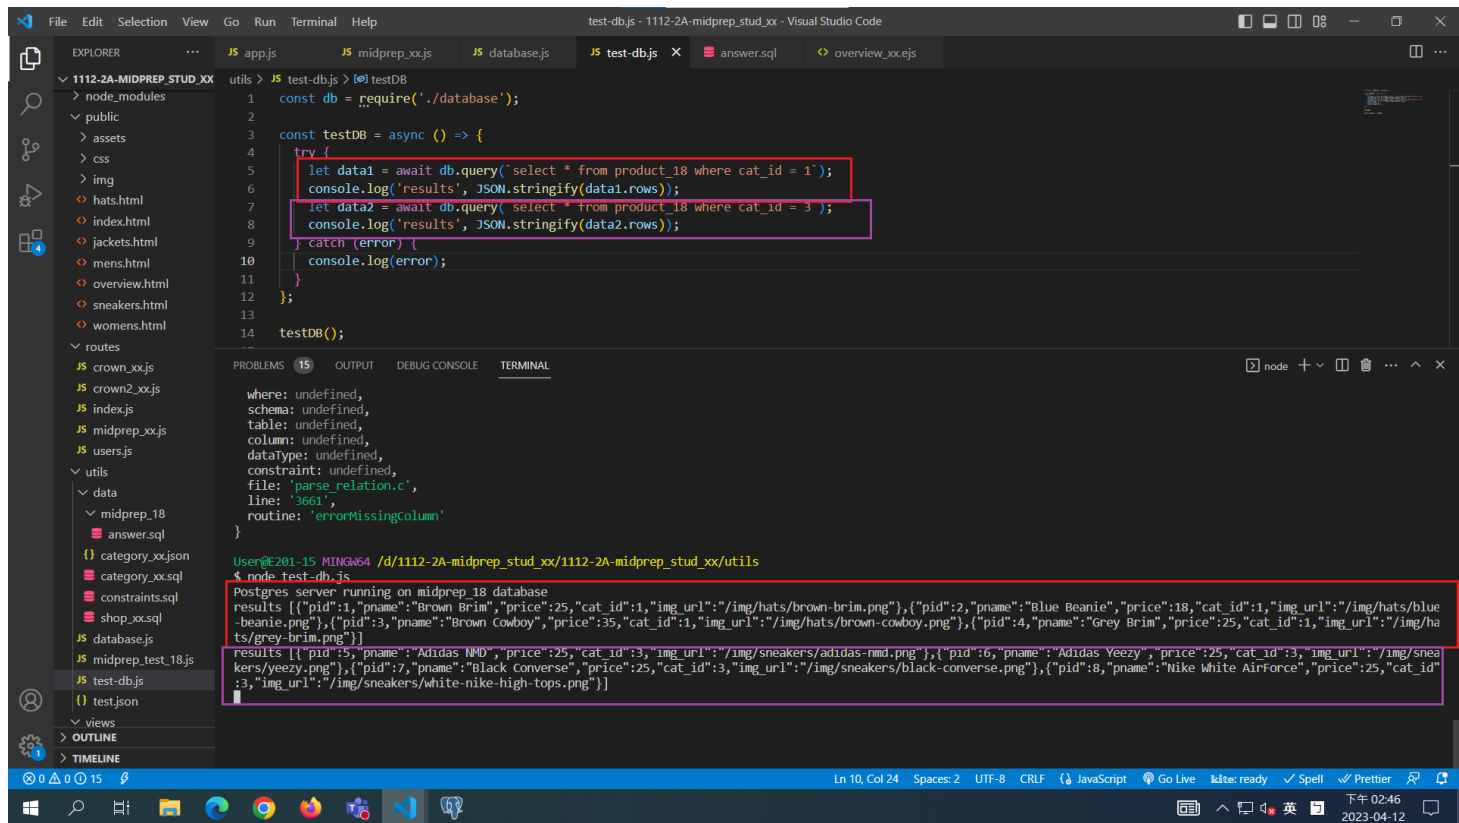 File Edit Selection View Go Run Terminal Help
test-db.js - 1112-2A-midprep_stud_xx - Visual Studio Code
EXPLORER ...
JS app.js
JS midprep_xx.js
JS database.js
JS test-db.js
answer.sql
<> overview_xx.ejs
1112-2A-MIDPREP_STUD_XX
node_modules
public
assets
css
img
<> hats.html
<> index.html
<> jackets.html
<> mens.html
<> overview.html
<> sneakers.html
<> womens.html
routes
JS crown_xx.js
JS crown2_xx.js
JS index.js
JS midprep_xx.js
JS users.js
utils
data
midprep_18
answer.sql
{} category_xx.json
category_xx.sql
constraints.sql
shop_xx.sql
JS database.js
JS midprep_test_18.js
JS test-db.js
{} test.json
views
OUTLINE
TIMELINE
4
1
utils > JS test-db.js > testDB
1 const db = require('./database');
2
3 const testDB = async () => {
4 try {
5 let data1 = await db.query(`select * from product_18 where cat_id = 1`);
6 console.log('results', JSON.stringify(data1.rows));
7 let data2 = await db.query(`select * from product_18 where cat_id = 3`);
8 console.log('results', JSON.stringify(data2.rows));
9 } catch (error) {
10 console.log(error);
11 }
12 };
13
14 testDB();
PROBLEMS 15 OUTPUT DEBUG CONSOLE TERMINAL
node
where: undefined,
schema: undefined,
table: undefined,
column: undefined,
dataType: undefined,
constraint: undefined,
file: 'parse_relation.c',
line: '3661',
routine: 'errorMissingColumn'
}
User@E201-15 MINGW64 /d/1112-2A-midprep_stud_xx/1112-2A-midprep_stud_xx/utils
$ node test-db.js
Postgres server running on midprep_18 database
results [{"pid":1,"pname":"Brown Brim","price":25,"cat_id":1,"img_url":"/img/hats/brown-brim.png"},{"pid":2,"pname":"Blue Beanie","price":18,"cat_id":1,"img_url":"/img/hats/blue
-beanie.png"},{"pid":3,"pname":"Brown Cowboy","price":35,"cat_id":1,"img_url":"/img/hats/brown-cowboy.png"},{"pid":4,"pname":"Grey Brim","price":25,"cat_id":1,"img_url":"/img/ha
ts/grey-brim.png"}]
results [{"pid":5,"pname":"Adidas NMD","price":25,"cat_id":3,"img_url":"/img/sneakers/adidas-nmd.png"},{"pid":6,"pname":"Adidas Yeezy","price":25,"cat_id":3,"img_url":"/img/snea
kers/yeezy.png"},{"pid":7,"pname":"Black Converse","price":25,"cat_id":3,"img_url":"/img/sneakers/black-converse.png"},{"pid":8,"pname":"Nike White AirForce","price":25,"cat_id"
:3,"img_url":"/img/sneakers/white-nike-high-tops.png"}]
0 0 15
Ln 10, Col 24 Spaces: 2 UTF-8 CRLF {} JavaScript Go Live kite: ready Spell Prettier
英
下午 02:46
2023-04-12